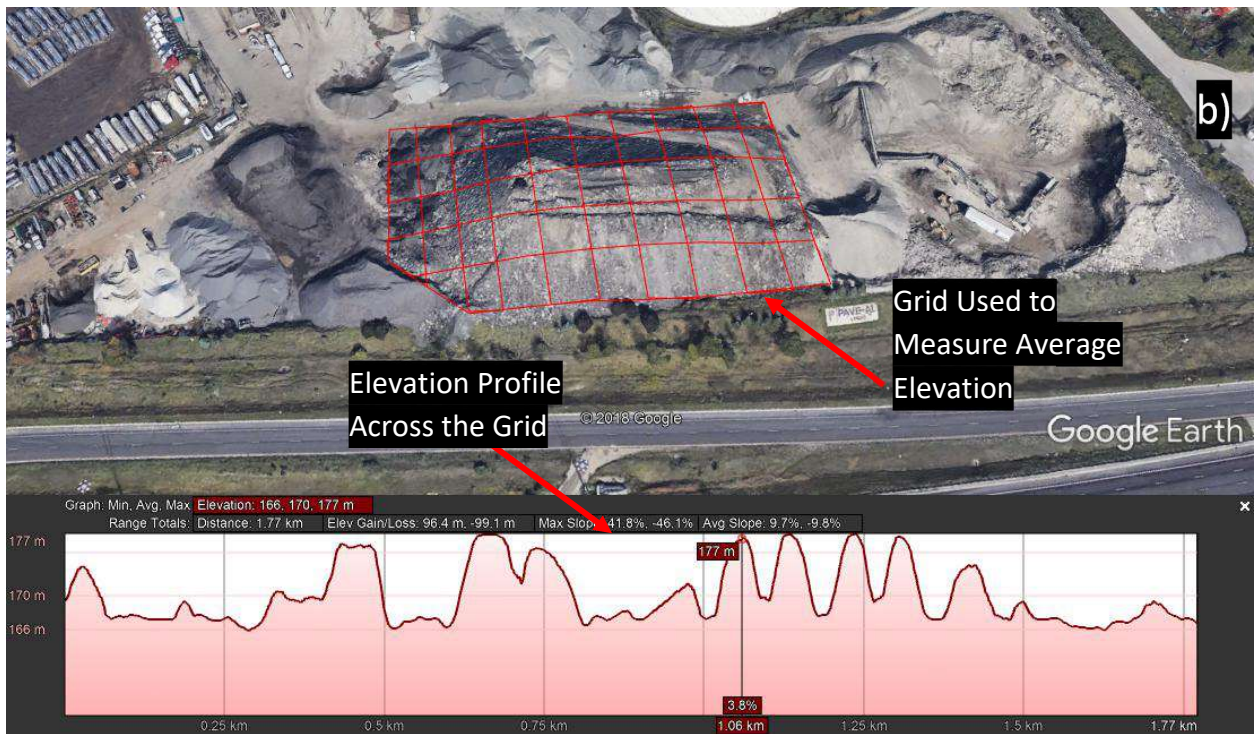 b)
PAVE-AL
Grid Used to
Measure Average
Elevation
Elevation Profile
Across the Grid
© 2018 Google
Google Earth
Graph: Min, Avg, Max Elevation: 166, 170, 177 m
Range Totals: Distance: 1.77 km Elev Gain/Loss: 96.4 m, -99.1 m Max Slope: 41.8%, -46.1% Avg Slope: 9.7%, -9.8%
177 m
177 m
170 m
166 m
3.8%
0.25 km 0.5 km 0.75 km 1.06 km 1.25 km 1.5 km 1.77 km